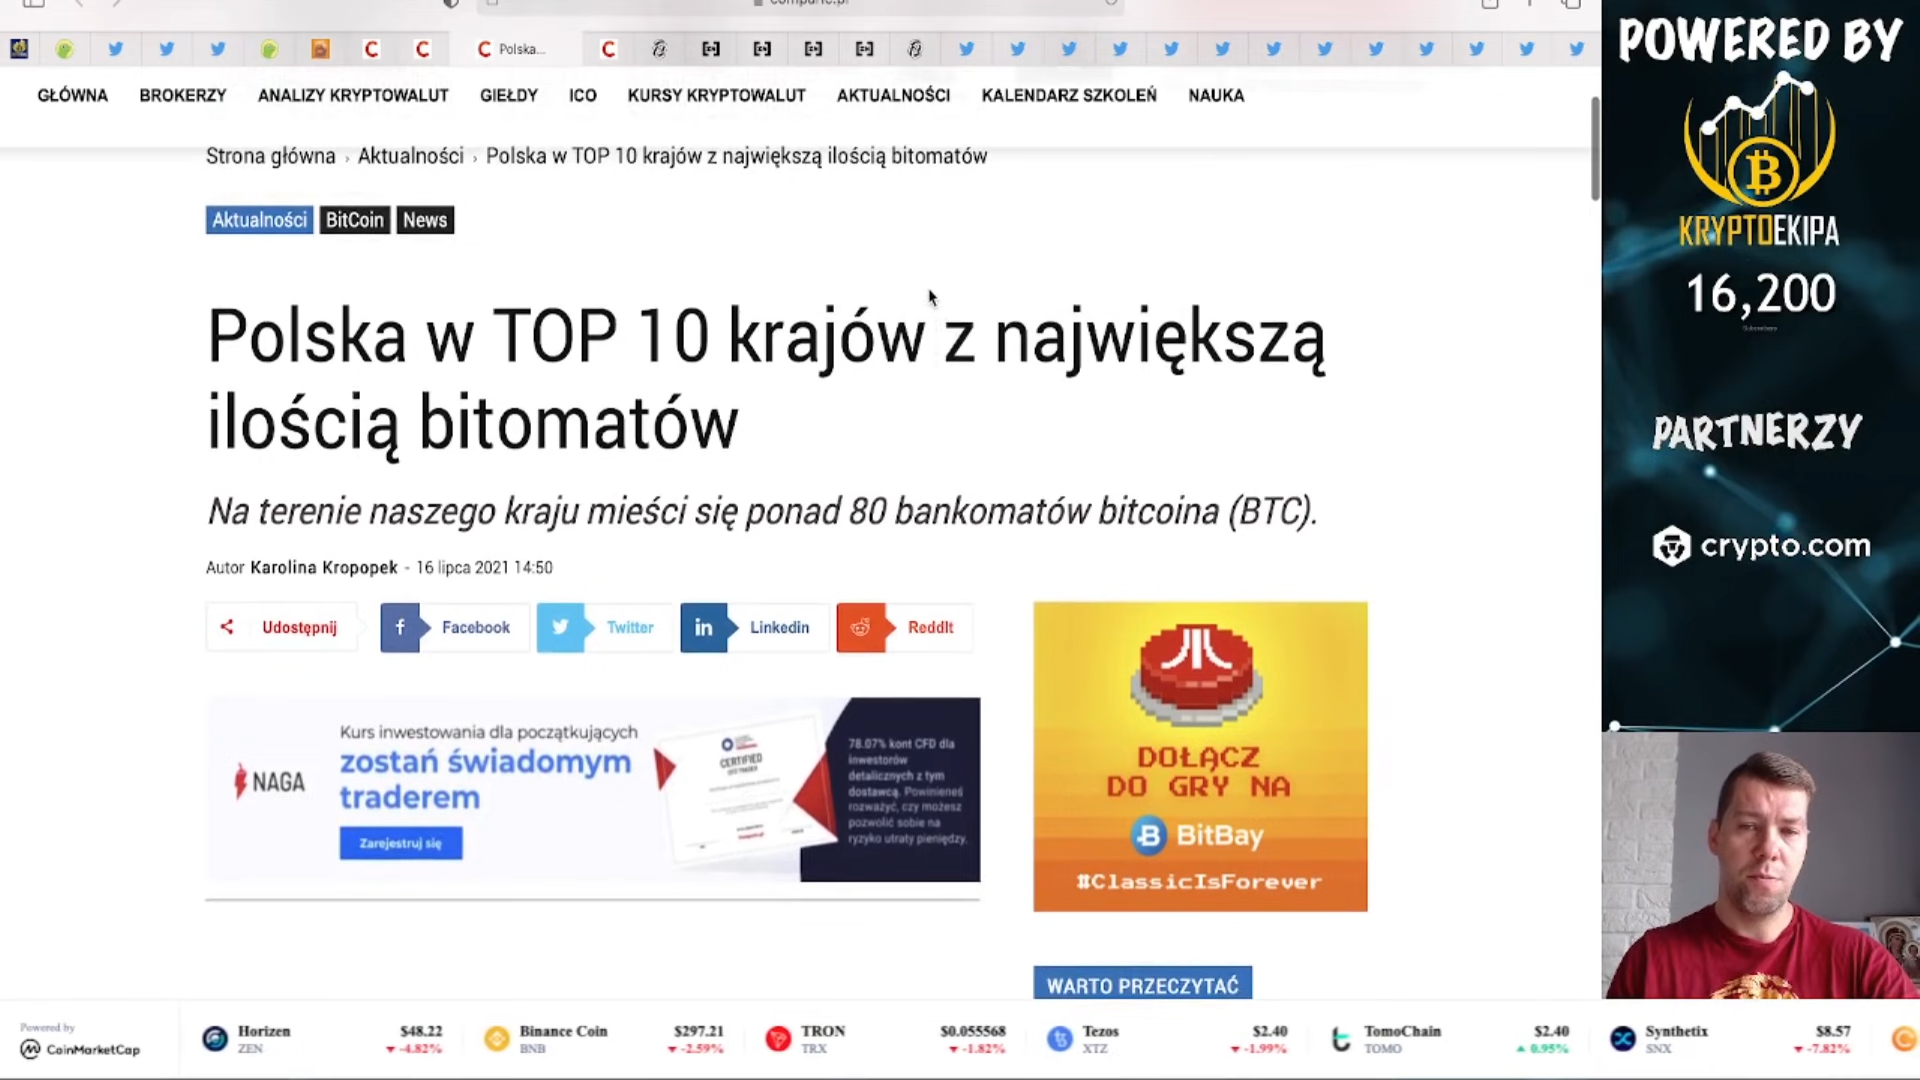 Polska...
GŁÓWNA BROKERZY ANALIZY KRYPTOWALUT GIEŁDY ICO KURSY KRYPTOWALUT AKTUALNOŚCI KALENDARZ SZKOLEŃ NAUKA
Strona główna › Aktualności › Polska w TOP 10 krajów z największą ilością bitomatów
Aktualności BitCoin News
Polska w TOP 10 krajów z największą
ilością bitomatów
Na terenie naszego kraju mieści się ponad 80 bankomatów bitcoina (BTC).
Autor Karolina Kropopek - 16 lipca 2021 14:50
Udostępnij Facebook Twitter Linkedin ReddIt
NAGA
Kurs inwestowania dla początkujących
zostań świadomym
traderem
Zarejestruj się
CERTIFIED
78.07% kont CFD dla
inwestorów
detalicznych z tym
dostawcą. Powinieneś
rozważyć, czy możesz
pozwolić sobie na
ryzyko utraty pieniędzy.
DOŁĄCZ
DO GRY NA
BitBay
#ClassicIsForever
WARTO PRZECZYTAĆ
POWERED BY
KRYPTOEKIPA
16,200
Subscribers
PARTNERZY
crypto.com
Powered by
CoinMarketCap
Horizen $48.22
ZEN -4.82%
Binance Coin $297.21
BNB -2.59%
TRON $0.055568
TRX -1.82%
Tezos $2.40
XTZ -1.99%
TomoChain $2.40
TOMO 0.95%
Synthetix $8.57
SNX -7.82%